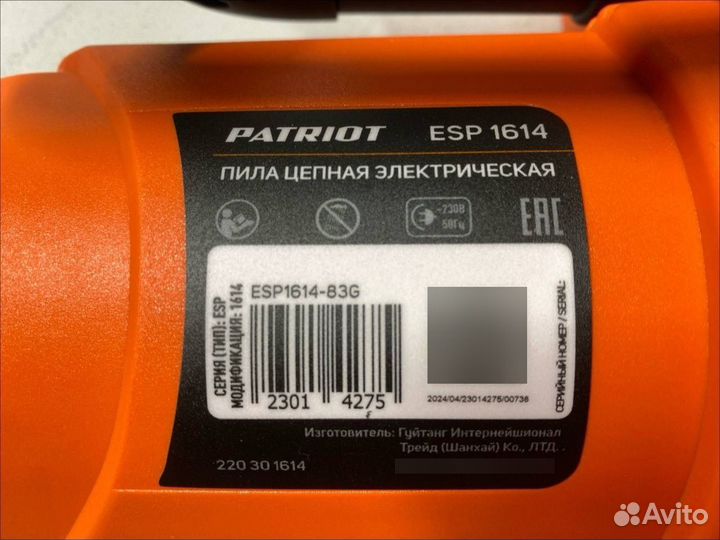 PATRIOT ESP 1614
ПИЛА ЦЕПНАЯ ЭЛЕКТРИЧЕСКАЯ
~230В
50Гц
EAC
СЕРИЯ (ТИП): ESP
МОДИФИКАЦИЯ: 1614
ESP1614-83G
2301 4275
2024/04/23014275/00736
СЕРИЙНЫЙ НОМЕР / SERIAL:
Изготовитель: Гуйтанг Интернейшионал
Трейд (Шанхай) Ко., ЛТД. .
220 30 1614
Avito